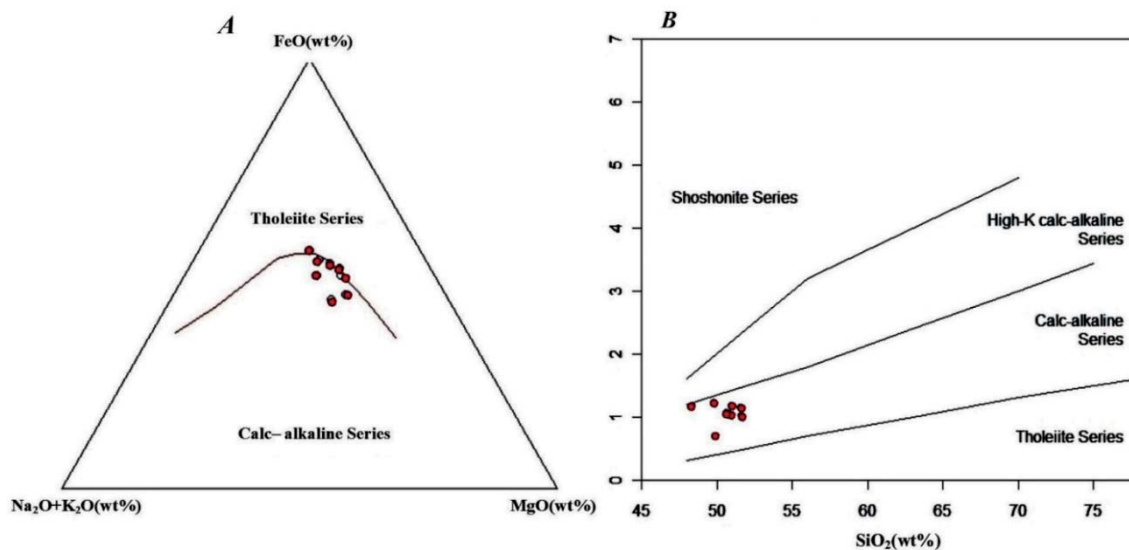 A
FeO(wt%)
Tholeiite Series
Calc– alkaline Series
Na₂O+K₂O(wt%)
MgO(wt%)
B
7
6
5
4
3
2
1
0
Shoshonite Series
High-K calc-alkaline
Series
Calc-alkaline
Series
Tholeiite Series
45 50 55 60 65 70 75
SiO₂(wt%)